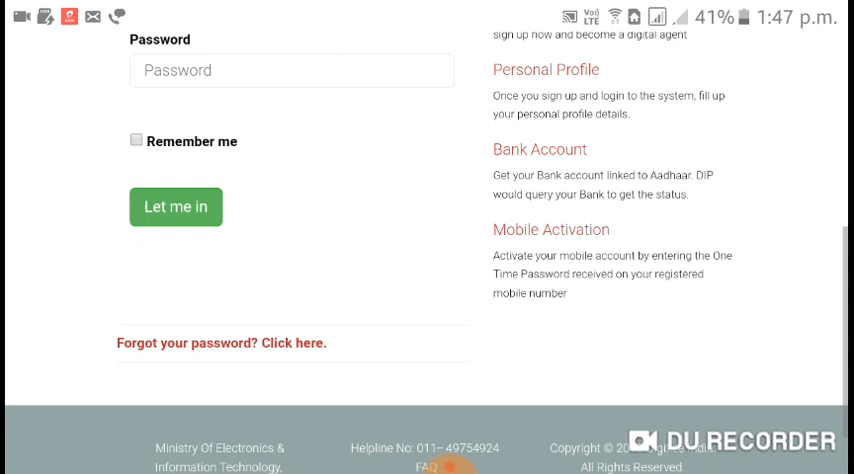 41% 1:47 p.m.
Password
Password
Remember me
Let me in
Forgot your password? Click here.
sign up now and become a digital agent
Personal Profile
Once you sign up and login to the system, fill up
your personal profile details.
Bank Account
Get your Bank account linked to Aadhaar. DIP
would query your Bank to get the status.
Mobile Activation
Activate your mobile account by entering the One
Time Password received on your registered
mobile number
Ministry Of Electronics &
Information Technology,
Helpline No: 011-49754924
FAQ
Copyright ©
All Rights Reserved.
DU RECORDER